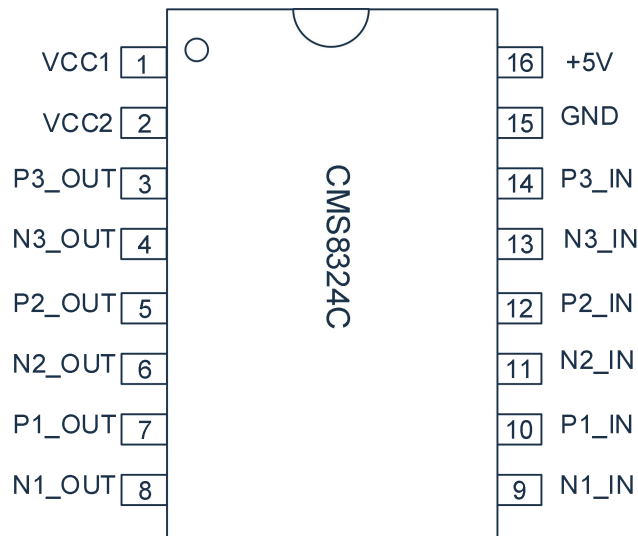 VCC1 1 16 +5V
VCC2 2 15 GND
P3_OUT 3 14 P3_IN
N3_OUT 4 13 N3_IN
P2_OUT 5 12 P2_IN
N2_OUT 6 11 N2_IN
P1_OUT 7 10 P1_IN
N1_OUT 8 9 N1_IN
CMS8324C